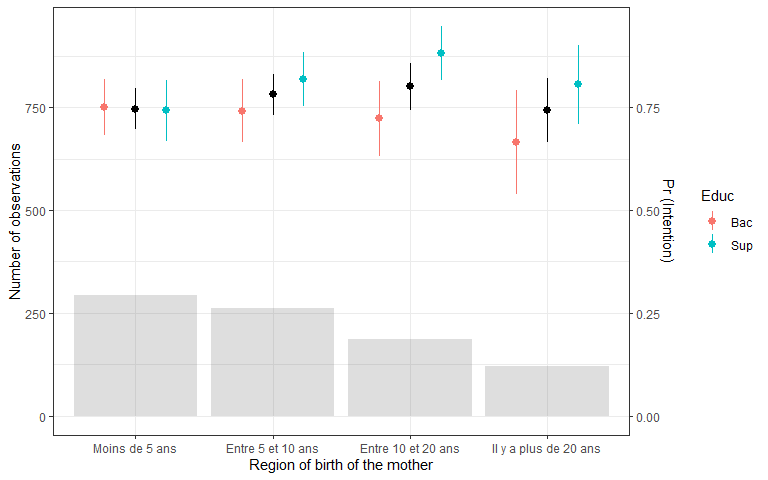 Number of observations
750
500
250
0
0.75
0.50
0.25
0.00
Pr (Intention)
Moins de 5 ans
Entre 5 et 10 ans
Entre 10 et 20 ans
Il y a plus de 20 ans
Region of birth of the mother
Educ
Bac
Sup